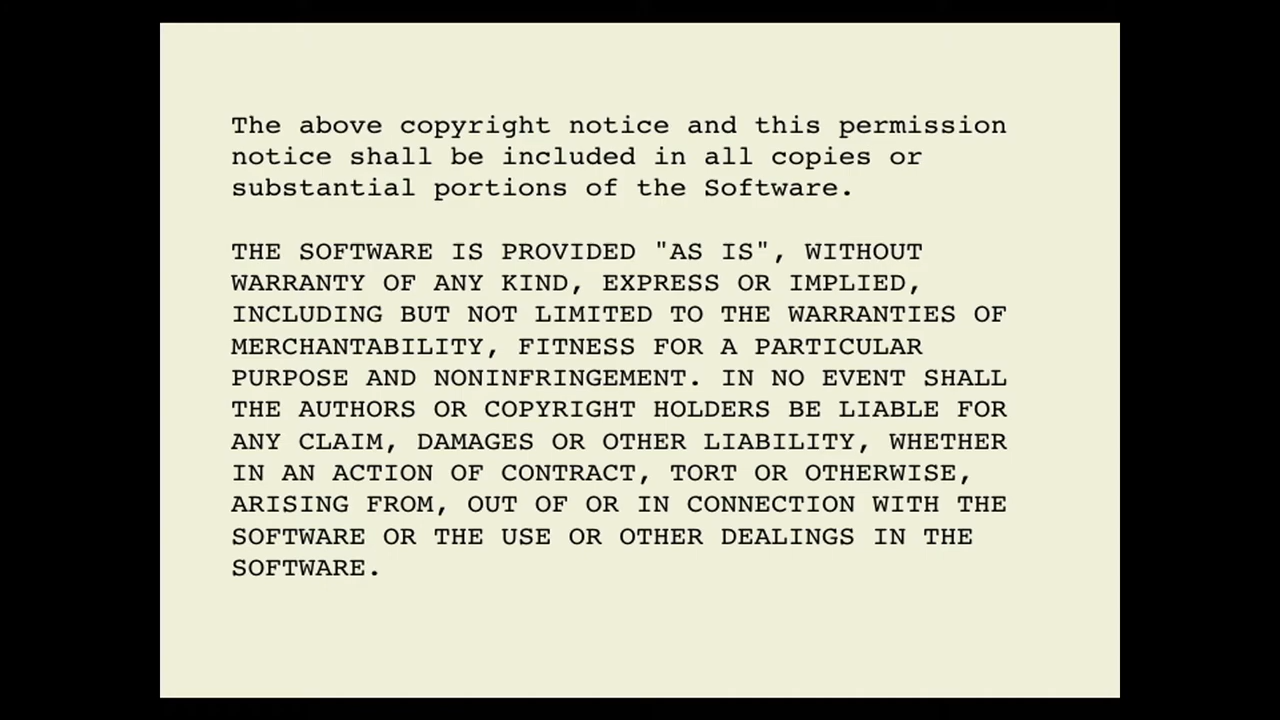 The above copyright notice and this permission
notice shall be included in all copies or
substantial portions of the Software.
THE SOFTWARE IS PROVIDED "AS IS", WITHOUT
WARRANTY OF ANY KIND, EXPRESS OR IMPLIED,
INCLUDING BUT NOT LIMITED TO THE WARRANTIES OF
MERCHANTABILITY, FITNESS FOR A PARTICULAR
PURPOSE AND NONINFRINGEMENT. IN NO EVENT SHALL
THE AUTHORS OR COPYRIGHT HOLDERS BE LIABLE FOR
ANY CLAIM, DAMAGES OR OTHER LIABILITY, WHETHER
IN AN ACTION OF CONTRACT, TORT OR OTHERWISE,
ARISING FROM, OUT OF OR IN CONNECTION WITH THE
SOFTWARE OR THE USE OR OTHER DEALINGS IN THE
SOFTWARE.